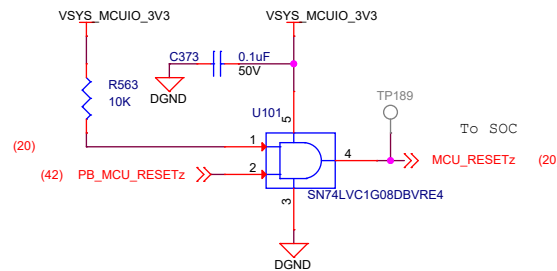 VSYS_MCUIO_3V3
VSYS_MCUIO_3V3
C373
0.1uF
50V
R563
10K
DGND
U101
TP189
5
To SOC
(20)
1
4
MCU_RESETz
(20
(42)
PB_MCU_RESETz
2
SN74LVC1G08DBVRE4
3
DGND